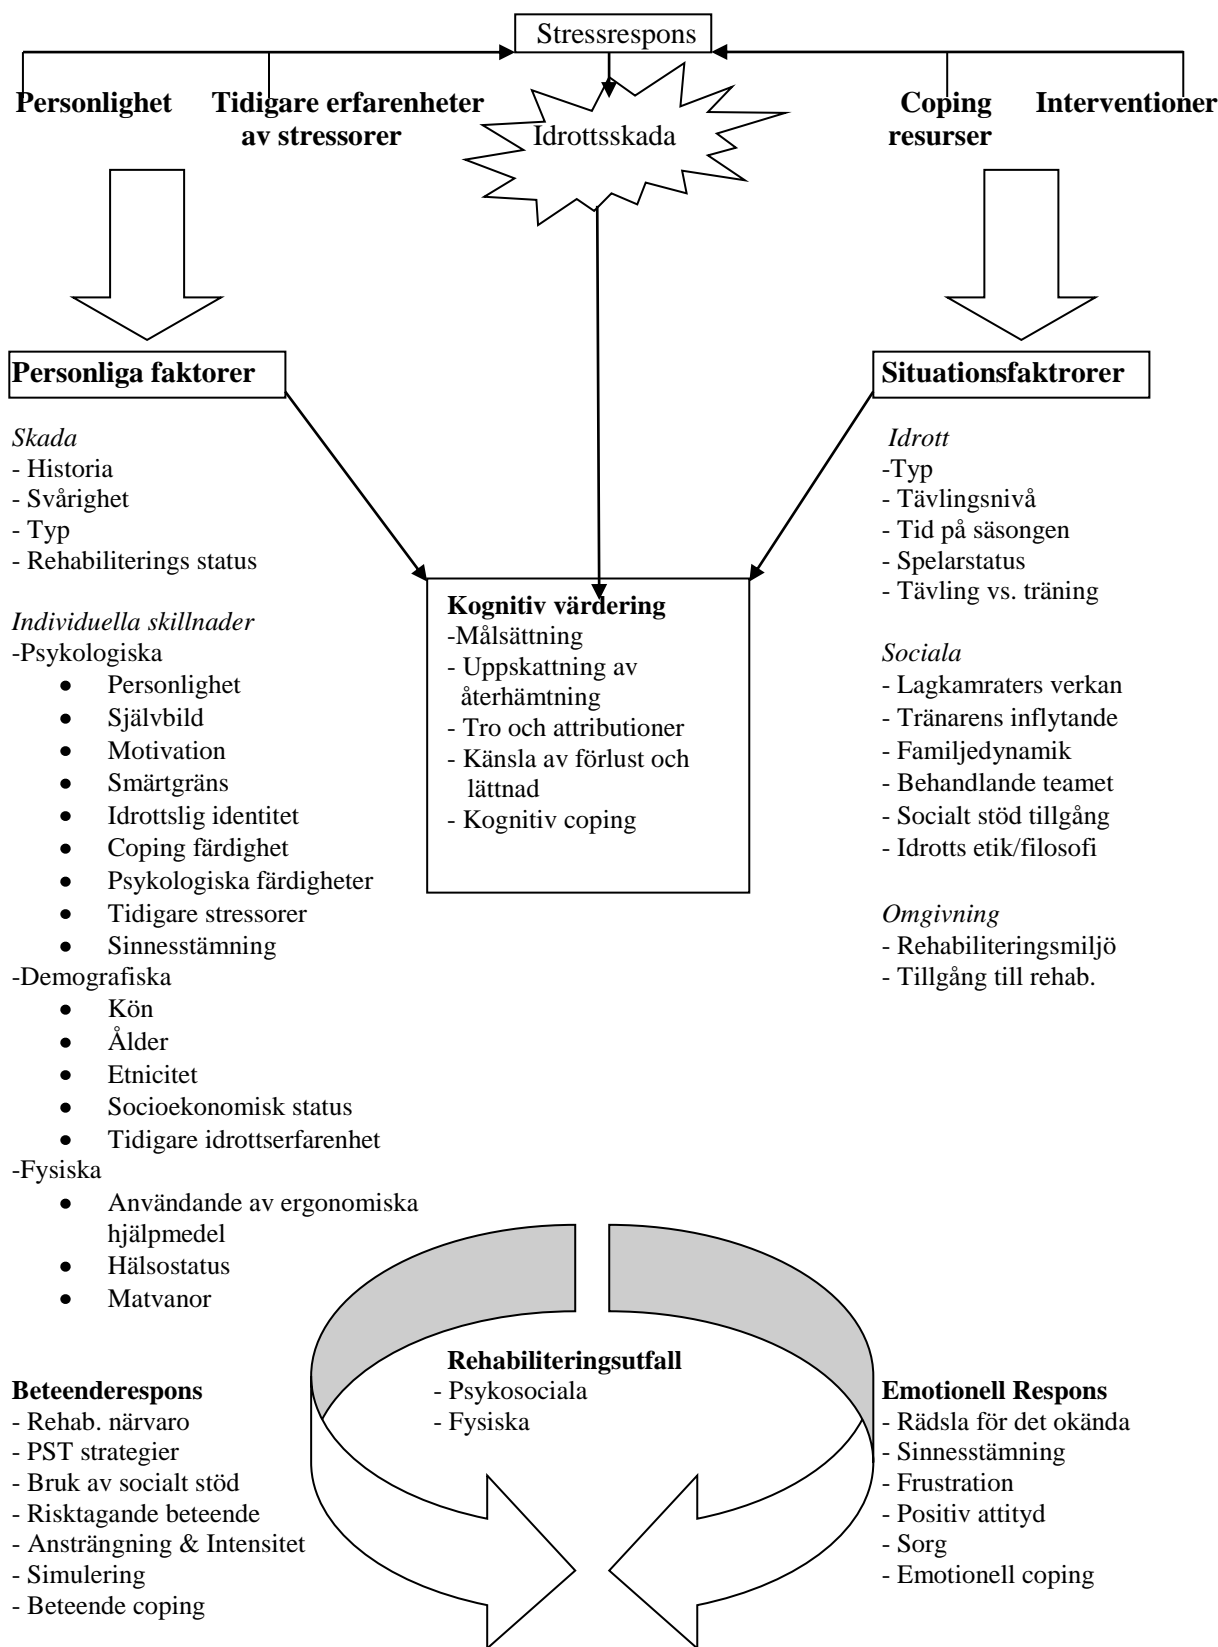 Stressrespons
Personlighet
Tidigare erfarenheter
av stressorer
Idrottsskada
Coping
resurser
Interventioner
Personliga faktorer
Situationsfaktrorer
Skada
- Historia
- Svårighet
- Typ
- Rehabiliterings status
Individuella skillnader
-Psykologiska
• Personlighet
• Självbild
• Motivation
• Smärtgräns
• Idrottslig identitet
• Coping färdighet
• Psykologiska färdigheter
• Tidigare stressorer
• Sinnesstämning
-Demografiska
• Kön
• Ålder
• Etnicitet
• Socioekonomisk status
• Tidigare idrottserfarenhet
-Fysiska
• Användande av ergonomiska
hjälpmedel
• Hälsostatus
• Matvanor
Kognitiv värdering
-Målsättning
- Uppskattning av
återhämtning
- Tro och attributioner
- Känsla av förlust och
lättnad
- Kognitiv coping
Idrott
-Typ
- Tävlingsnivå
- Tid på säsongen
- Spelarstatus
- Tävling vs. träning
Sociala
- Lagkamraters verkan
- Tränarens inflytande
- Familjedynamik
- Behandlande teamet
- Socialt stöd tillgång
- Idrotts etik/filosofi
Omgivning
- Rehabiliteringsmiljö
- Tillgång till rehab.
Rehabiliteringsutfall
- Psykosociala
- Fysiska
Beteenderespons
- Rehab. närvaro
- PST strategier
- Bruk av socialt stöd
- Risktagande beteende
- Ansträngning & Intensitet
- Simulering
- Beteende coping
Emotionell Respons
- Rädsla för det okända
- Sinnesstämning
- Frustration
- Positiv attityd
- Sorg
- Emotionell coping